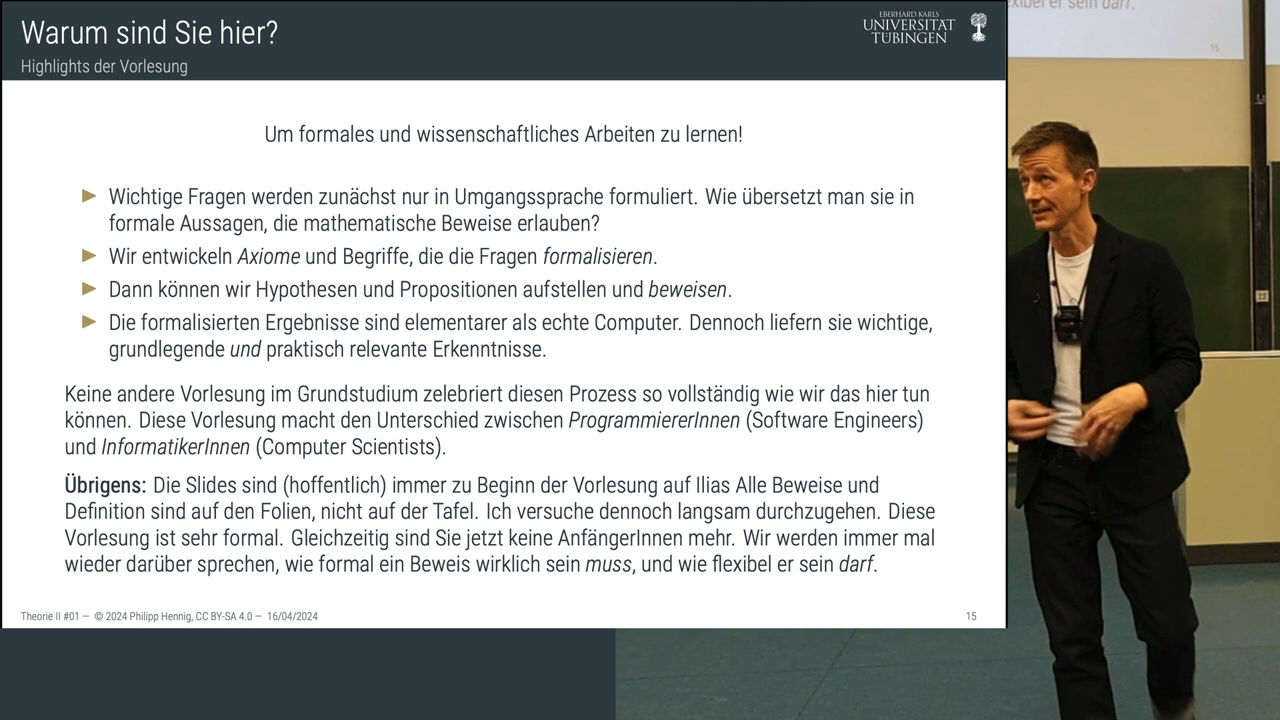 Warum sind Sie hier?
Highlights der Vorlesung
EBERHARD KARLS
UNIVERSITÄT
TÜBINGEN
Um formales und wissenschaftliches Arbeiten zu lernen!
Wichtige Fragen werden zunächst nur in Umgangssprache formuliert. Wie übersetzt man sie in
formale Aussagen, die mathematische Beweise erlauben?
Wir entwickeln Axiome und Begriffe, die die Fragen formalisieren.
Dann können wir Hypothesen und Propositionen aufstellen und beweisen.
Die formalisierten Ergebnisse sind elementarer als echte Computer. Dennoch liefern sie wichtige,
grundlegende und praktisch relevante Erkenntnisse.
Keine andere Vorlesung im Grundstudium zelebriert diesen Prozess so vollständig wie wir das hier tun
können. Diese Vorlesung macht den Unterschied zwischen ProgrammiererInnen (Software Engineers)
und InformatikerInnen (Computer Scientists).
Übrigens: Die Slides sind (hoffentlich) immer zu Beginn der Vorlesung auf Ilias Alle Beweise und
Definition sind auf den Folien, nicht auf der Tafel. Ich versuche dennoch langsam durchzugehen. Diese
Vorlesung ist sehr formal. Gleichzeitig sind Sie jetzt keine AnfängerInnen mehr. Wir werden immer mal
wieder darüber sprechen, wie formal ein Beweis wirklich sein muss, und wie flexibel er sein darf.
Theorie II #01 — © 2024 Philipp Hennig, CC BY-SA 4.0 — 16/04/2024
15
xibel er sein darf.
15